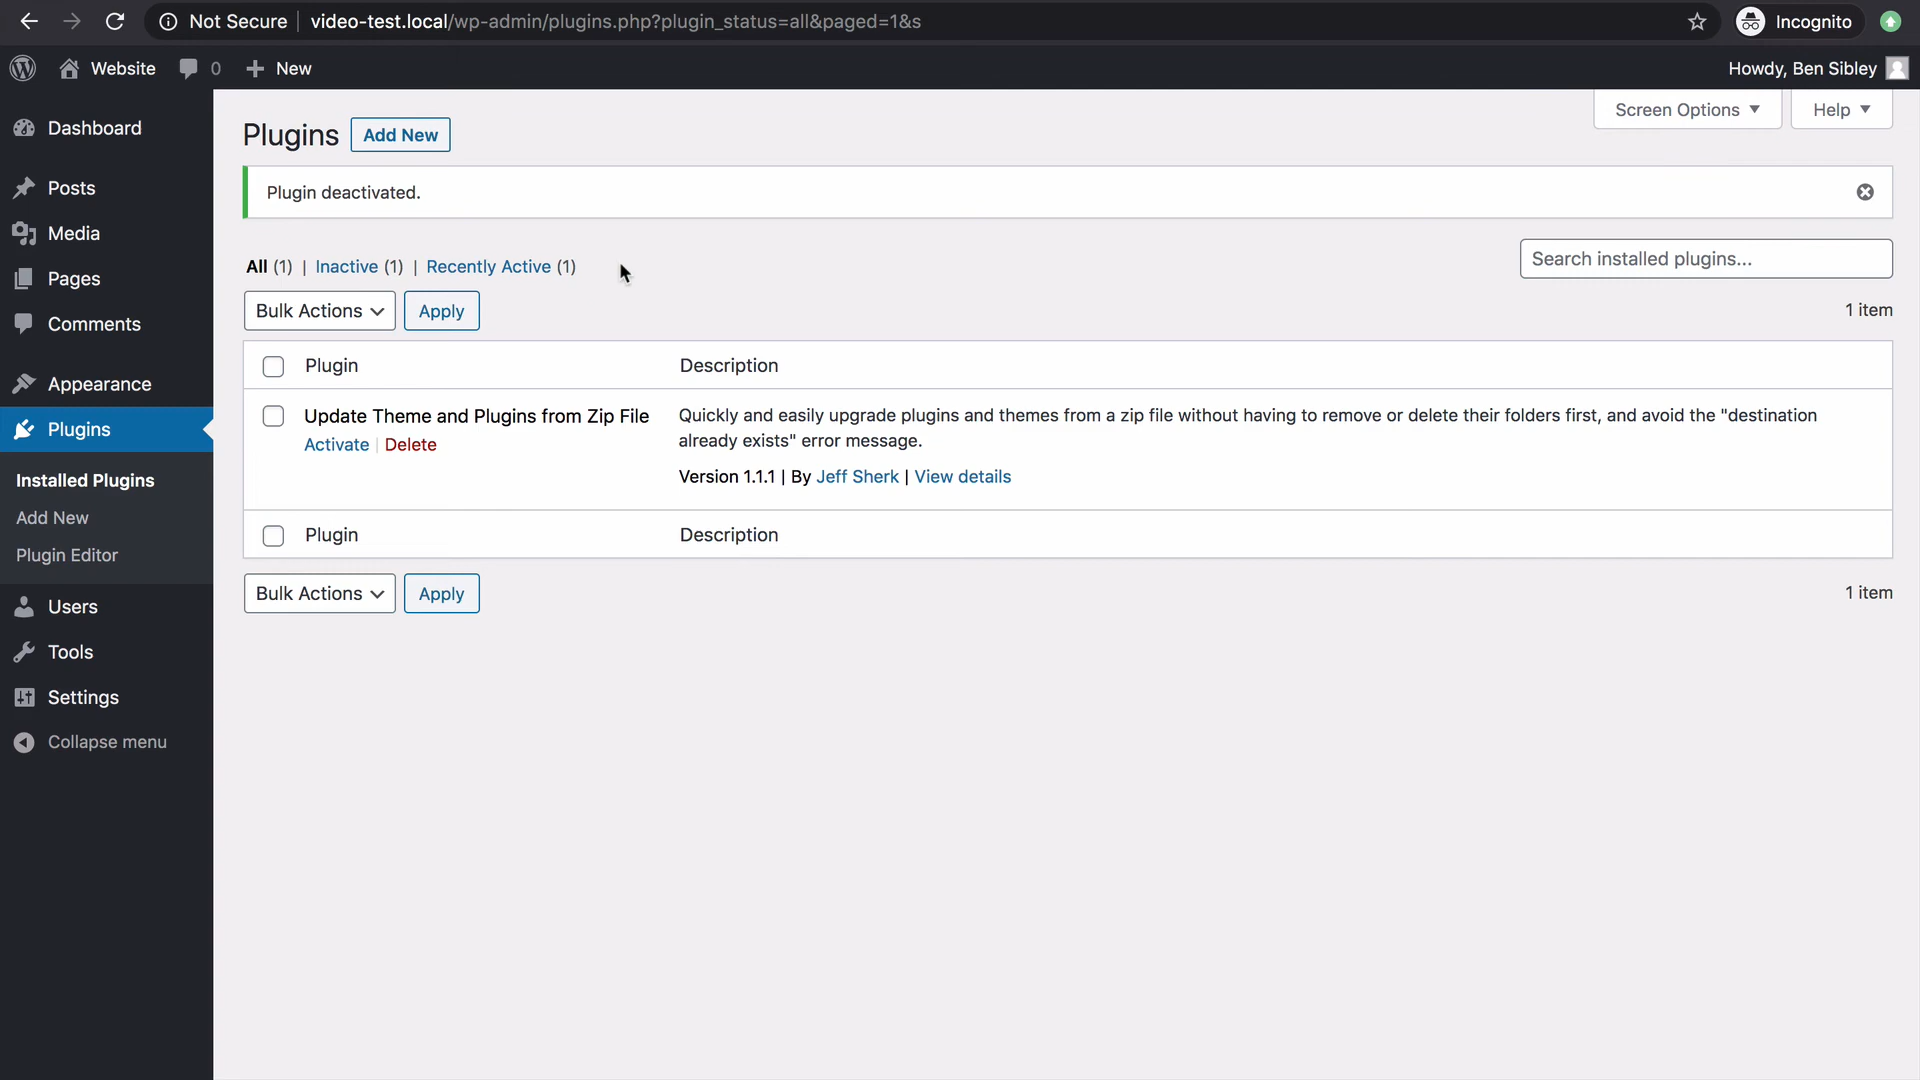 Not Secure
video-test.local/wp-admin/plugins.php?plugin_status=all&paged=1&s
Incognito
Website
0
New
Howdy, Ben Sibley
Dashboard
Posts
Media
Pages
Comments
Appearance
Plugins
Installed Plugins
Add New
Plugin Editor
Users
Tools
Settings
Collapse menu
Screen Options
Help
Plugins
Add New
Plugin deactivated.
All (1) | Inactive (1) | Recently Active (1)
Search installed plugins...
Bulk Actions
Apply
1 item
Plugin
Description
Update Theme and Plugins from Zip File
Activate | Delete
Quickly and easily upgrade plugins and themes from a zip file without having to remove or delete their folders first, and avoid the "destination
already exists" error message.
Version 1.1.1 | By Jeff Sherk | View details
Plugin
Description
Bulk Actions
Apply
1 item